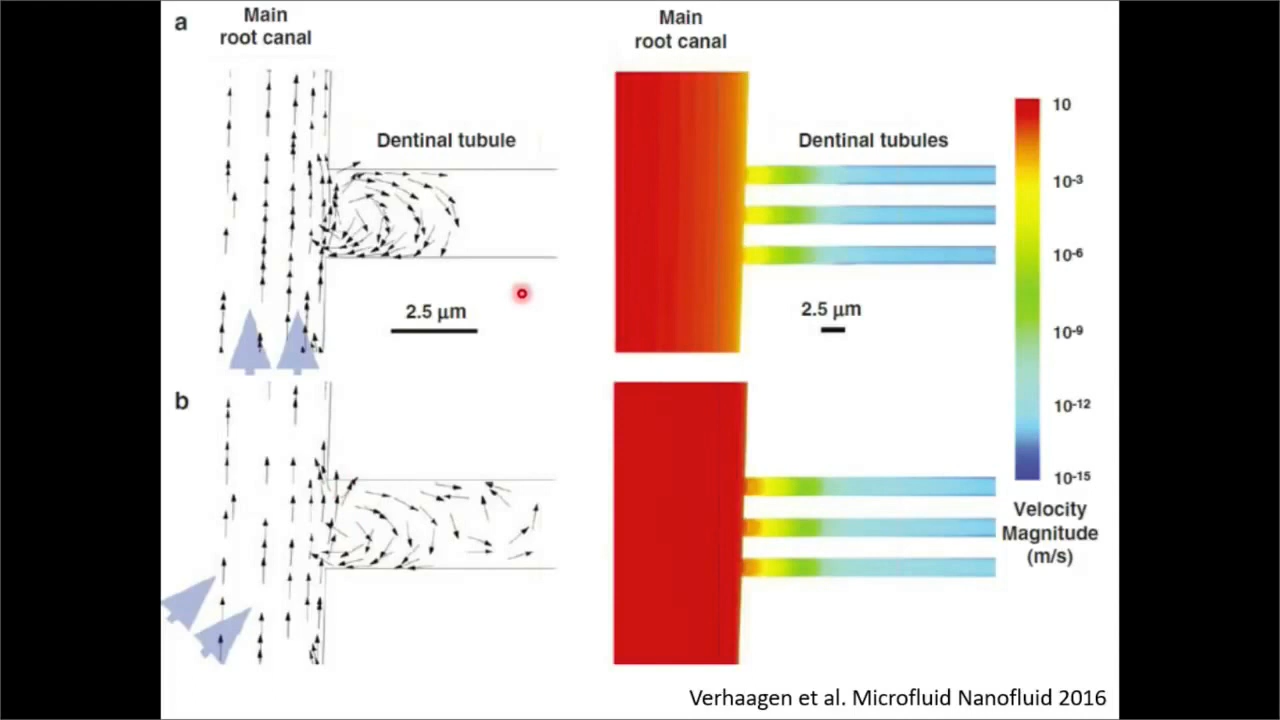 a
Main
root canal
Dentinal tubule
2.5 µm
Main
root canal
Dentinal tubules
2.5 µm
10
10-3
10-6
10-9
10-12
10-15
Velocity
Magnitude
(m/s)
b
Verhaagen et al. Microfluid Nanofluid 2016